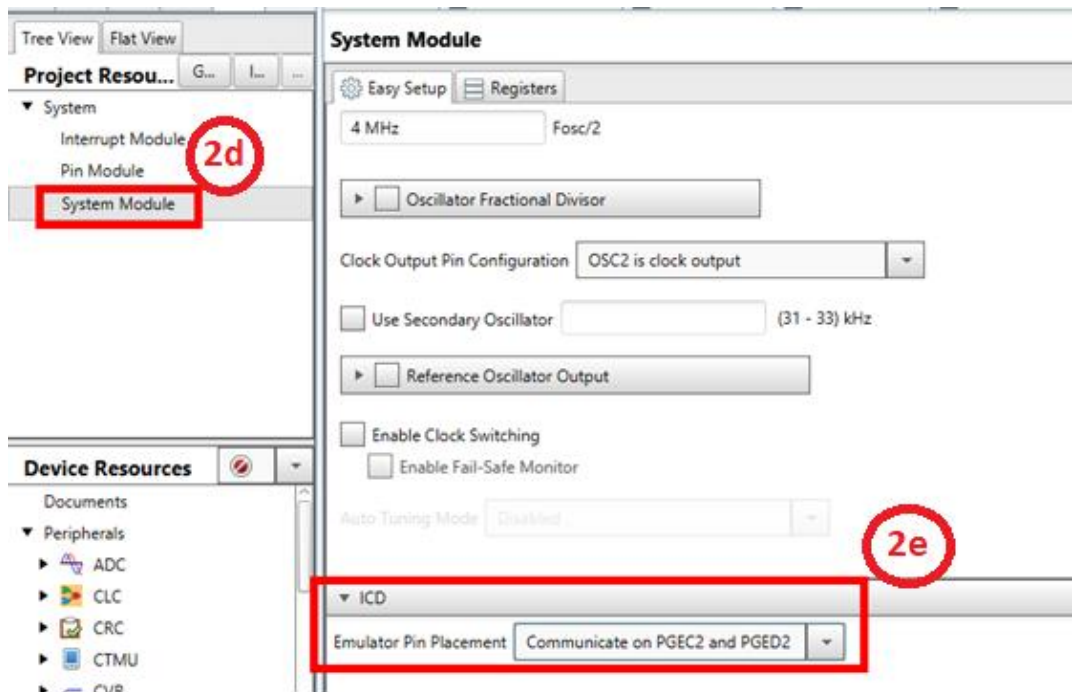 Tree View Flat View
Project Resou... G... I... ...
System
Interrupt Module
2d
Pin Module
System Module
System Module
Easy Setup Registers
4 MHz Fosc/2
Oscillator Fractional Divisor
Clock Output Pin Configuration OSC2 is clock output
Use Secondary Oscillator (31 - 33) kHz
Reference Oscillator Output
Enable Clock Switching
Enable Fail-Safe Monitor
Auto Tuning Mode Disabled
2e
ICD
Emulator Pin Placement Communicate on PGEC2 and PGED2
Device Resources
Documents
Peripherals
ADC
CLC
CRC
CTMU